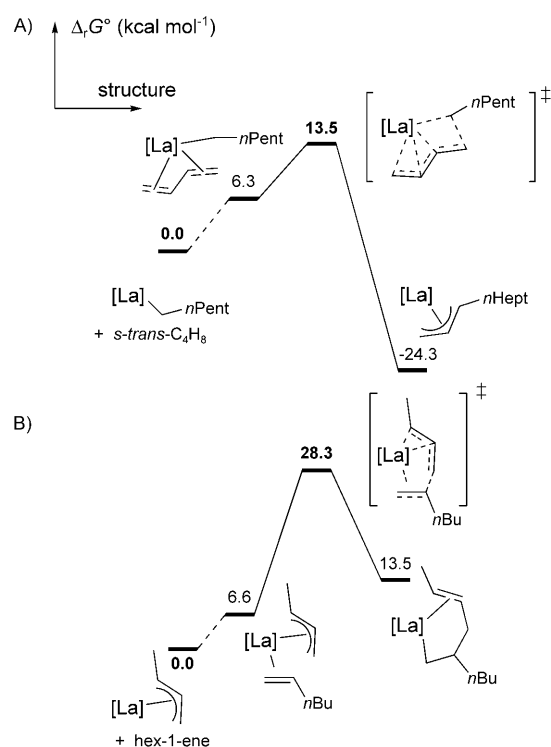 A)
ΔrG° (kcal mol-1)
structure
[La]
nPent
13.5
[La]
nPent
‡
6.3
0.0
[La]
nPent
+ s-trans-C4H8
[La]
nHept
-24.3
B)
28.3
[La]
nBu
‡
13.5
6.6
0.0
[La]
nBu
[La]
nBu
[La]
+ hex-1-ene